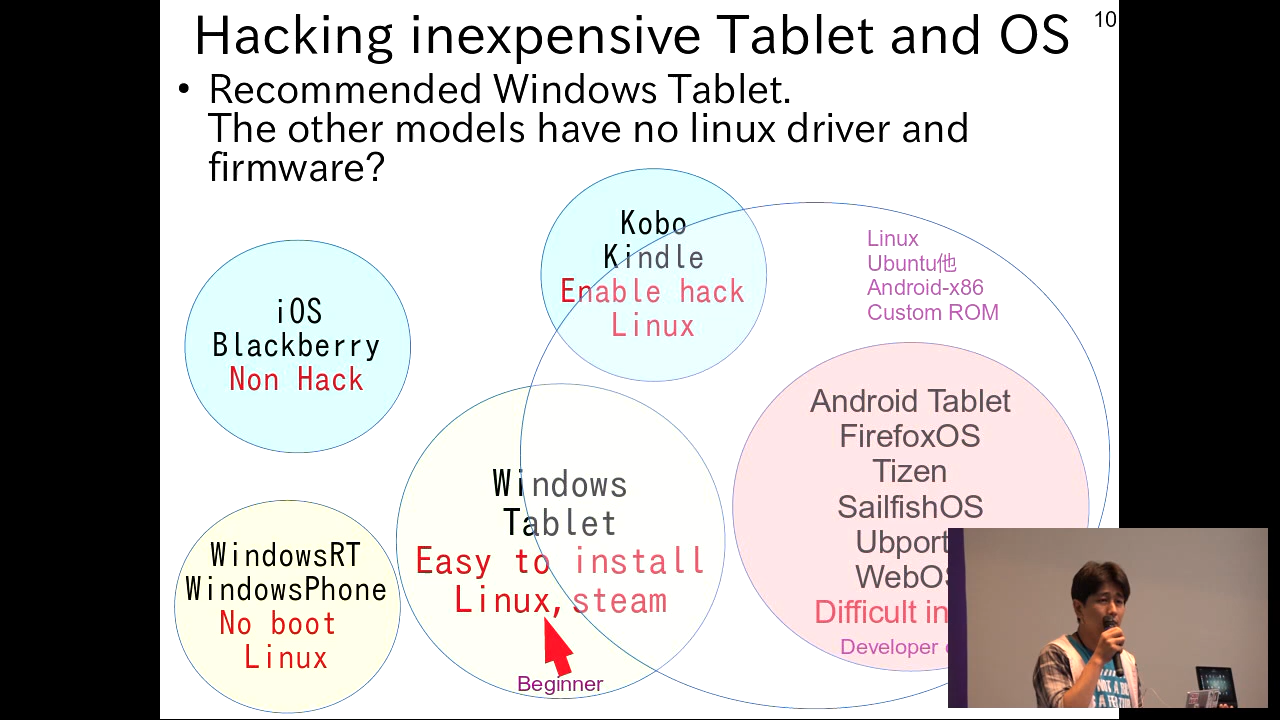 Hacking inexpensive Tablet and OS
10
• Recommended Windows Tablet.
The other models have no linux driver and
firmware?
Kobo
Kindle
Enable hack
Linux
Linux
Ubuntu他
Android-x86
Custom ROM
iOS
Blackberry
Non Hack
Android Tablet
FirefoxOS
Tizen
SailfishOS
Windows
Tablet
Easy to install
Linux,steam
Beginner
WebOS
Difficult
Developer
WindowsRT
WindowsPhone
No boot
Linux